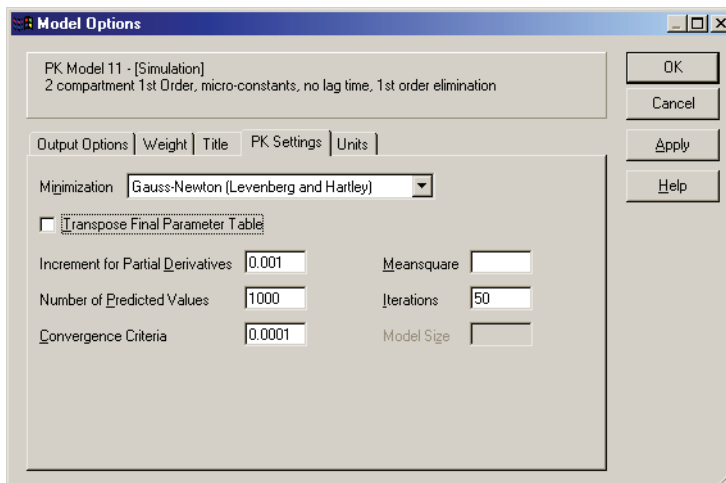 Model Options
PK Model 11 - [Simulation]
2 compartment 1st Order, micro-constants, no lag time, 1st order elimination
OK
Cancel
Apply
Help
Output Options Weight Title PK Settings Units
Minimization Gauss-Newton (Levenberg and Hartley)
Transpose Final Parameter Table
Increment for Partial Derivatives 0.001 Meansquare
Number of Predicted Values 1000 Iterations 50
Convergence Criteria 0.0001 Model Size